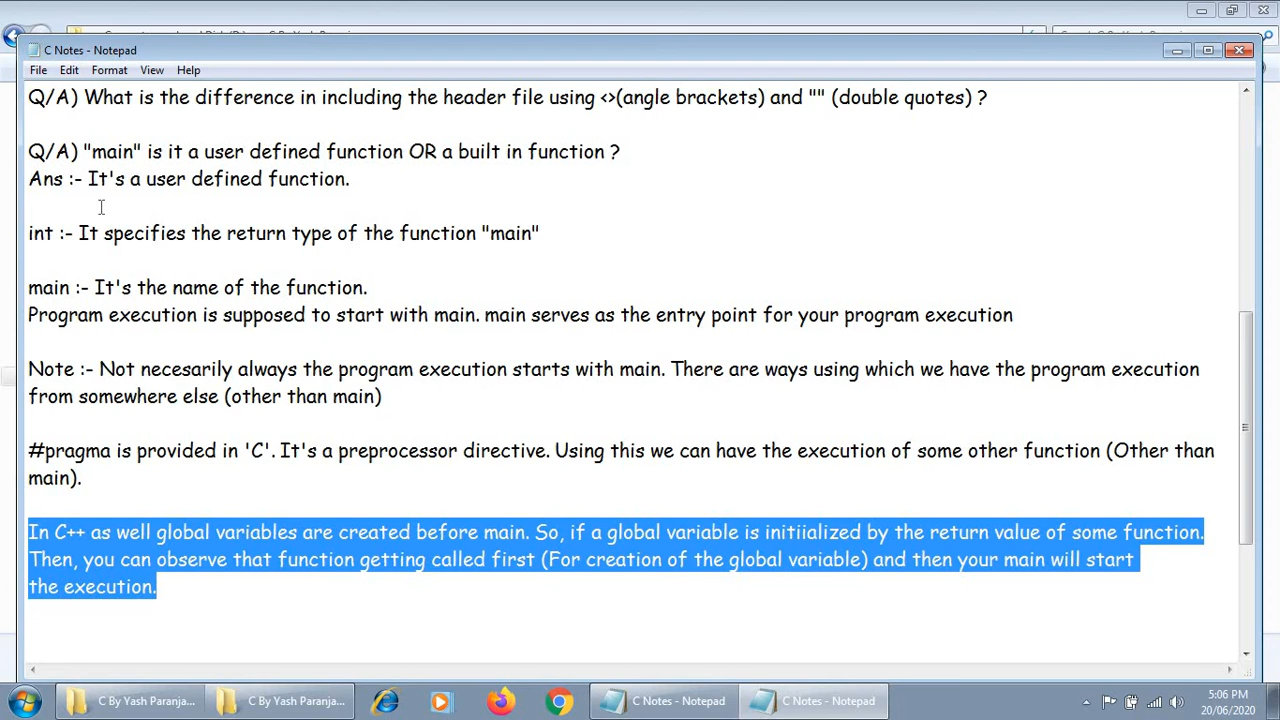 C Notes - Notepad
File Edit Format View Help
Q/A) What is the difference in including the header file using <>(angle brackets) and "" (double quotes) ?
Q/A) "main" is it a user defined function OR a built in function ?
Ans :- It's a user defined function.
int :- It specifies the return type of the function "main"
main :- It's the name of the function.
Program execution is supposed to start with main. main serves as the entry point for your program execution
Note :- Not necesarily always the program execution starts with main. There are ways using which we have the program execution
from somewhere else (other than main)
#pragma is provided in 'C'. It's a preprocessor directive. Using this we can have the execution of some other function (Other than
main).
In C++ as well global variables are created before main. So, if a global variable is initiialized by the return value of some function.
Then, you can observe that function getting called first (For creation of the global variable) and then your main will start
the execution.
C By Yash Paranja... C By Yash Paranja... C Notes - Notepad C Notes - Notepad
5:06 PM
20/06/2020